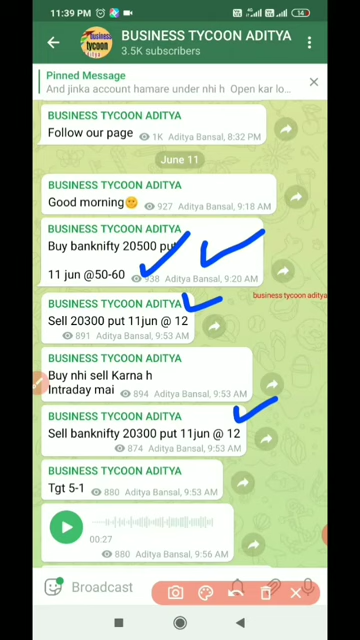 11:39 PM
14
BUSINESS TYCOON ADITYA
3.5K subscribers
Pinned Message
And jinka account hamare under nhi h Open kar lo...
BUSINESS TYCOON ADITYA
Follow our page
1K Aditya Bansal, 8:32 PM
June 11
BUSINESS TYCOON ADITYA
Good morning
927 Aditya Bansal, 9:18 AM
BUSINESS TYCOON ADITYA
Buy banknifty 20500 put
11 jun @50-60
938 Aditya Bansal, 9:20 AM
business tycoon aditya
BUSINESS TYCOON ADITYA
Sell 20300 put 11jun @ 12
891 Aditya Bansal, 9:53 AM
BUSINESS TYCOON ADITYA
Buy nhi sell Karna h
Intraday mai
894 Aditya Bansal, 9:53 AM
BUSINESS TYCOON ADITYA
Sell banknifty 20300 put 11jun @ 12
874 Aditya Bansal, 9:53 AM
BUSINESS TYCOON ADITYA
Tgt 5-1
880 Aditya Bansal, 9:53 AM
00:27
880 Aditya Bansal, 9:56 AM
Broadcast